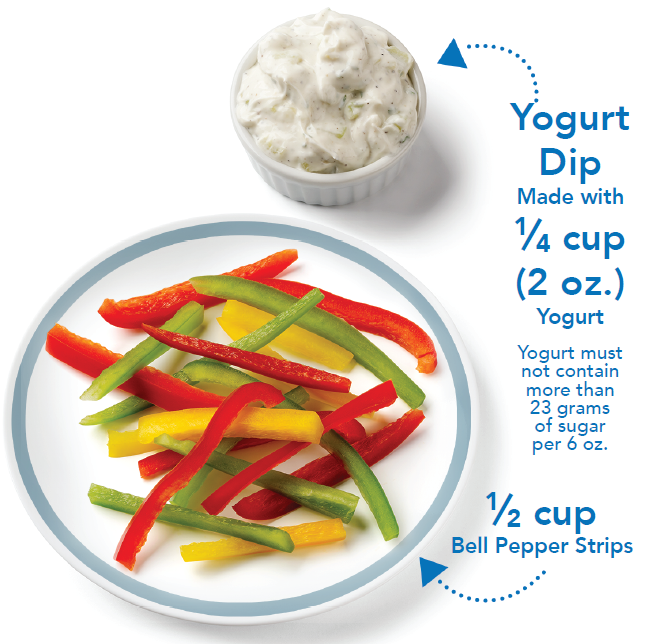 Yogurt
Dip
Made with
¼ cup
(2 oz.)
Yogurt
Yogurt must
not contain
more than
23 grams
of sugar
per 6 oz.
½ cup
Bell Pepper Strips